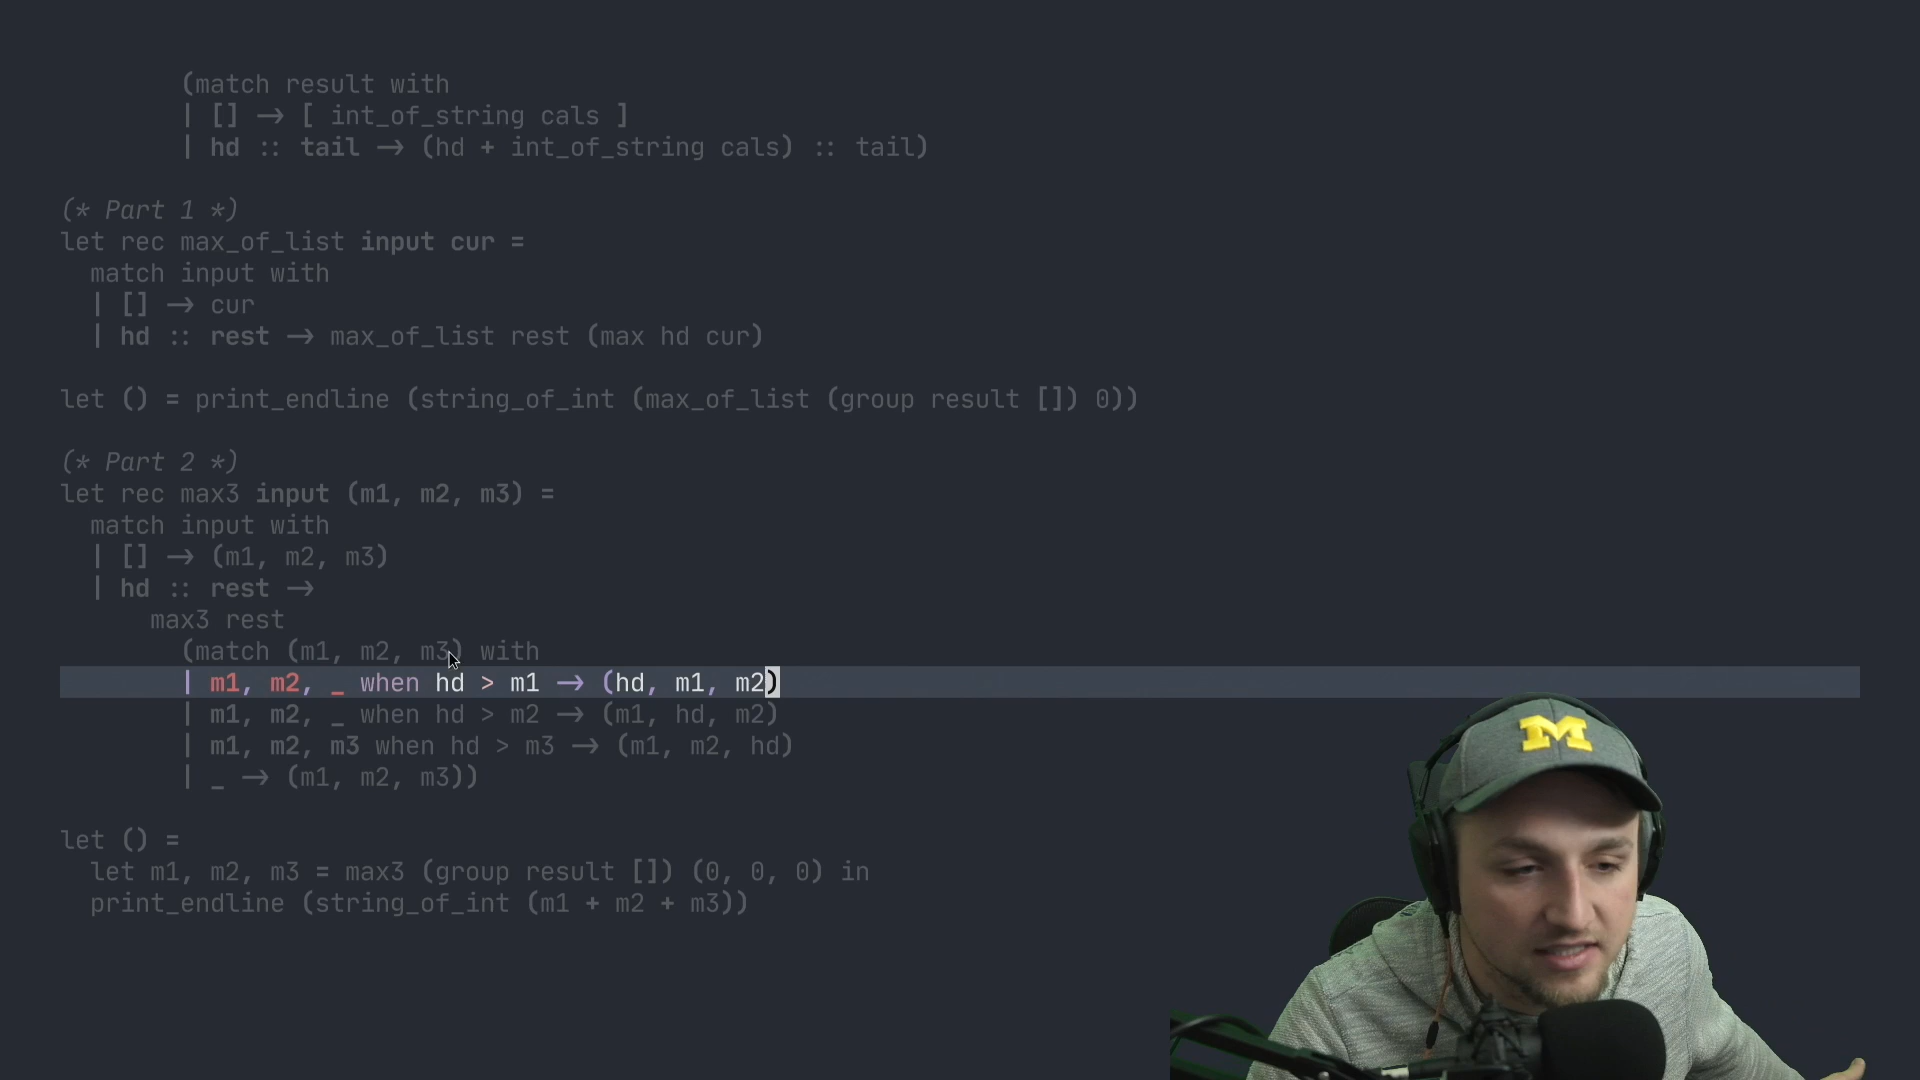 (match result with
| [] -> [ int_of_string cals ]
| hd :: tail -> (hd + int_of_string cals) :: tail)
(* Part 1 *)
let rec max_of_list input cur =
match input with
| [] -> cur
| hd :: rest -> max_of_list rest (max hd cur)
let () = print_endline (string_of_int (max_of_list (group result []) 0))
(* Part 2 *)
let rec max3 input (m1, m2, m3) =
match input with
| [] -> (m1, m2, m3)
| hd :: rest ->
max3 rest
(match (m1, m2, m3) with
| m1, m2, _ when hd > m1 -> (hd, m1, m2)
| m1, m2, _ when hd > m2 -> (m1, hd, m2)
| m1, m2, m3 when hd > m3 -> (m1, m2, hd)
| _ -> (m1, m2, m3))
let () =
let m1, m2, m3 = max3 (group result []) (0, 0, 0) in
print_endline (string_of_int (m1 + m2 + m3))
M